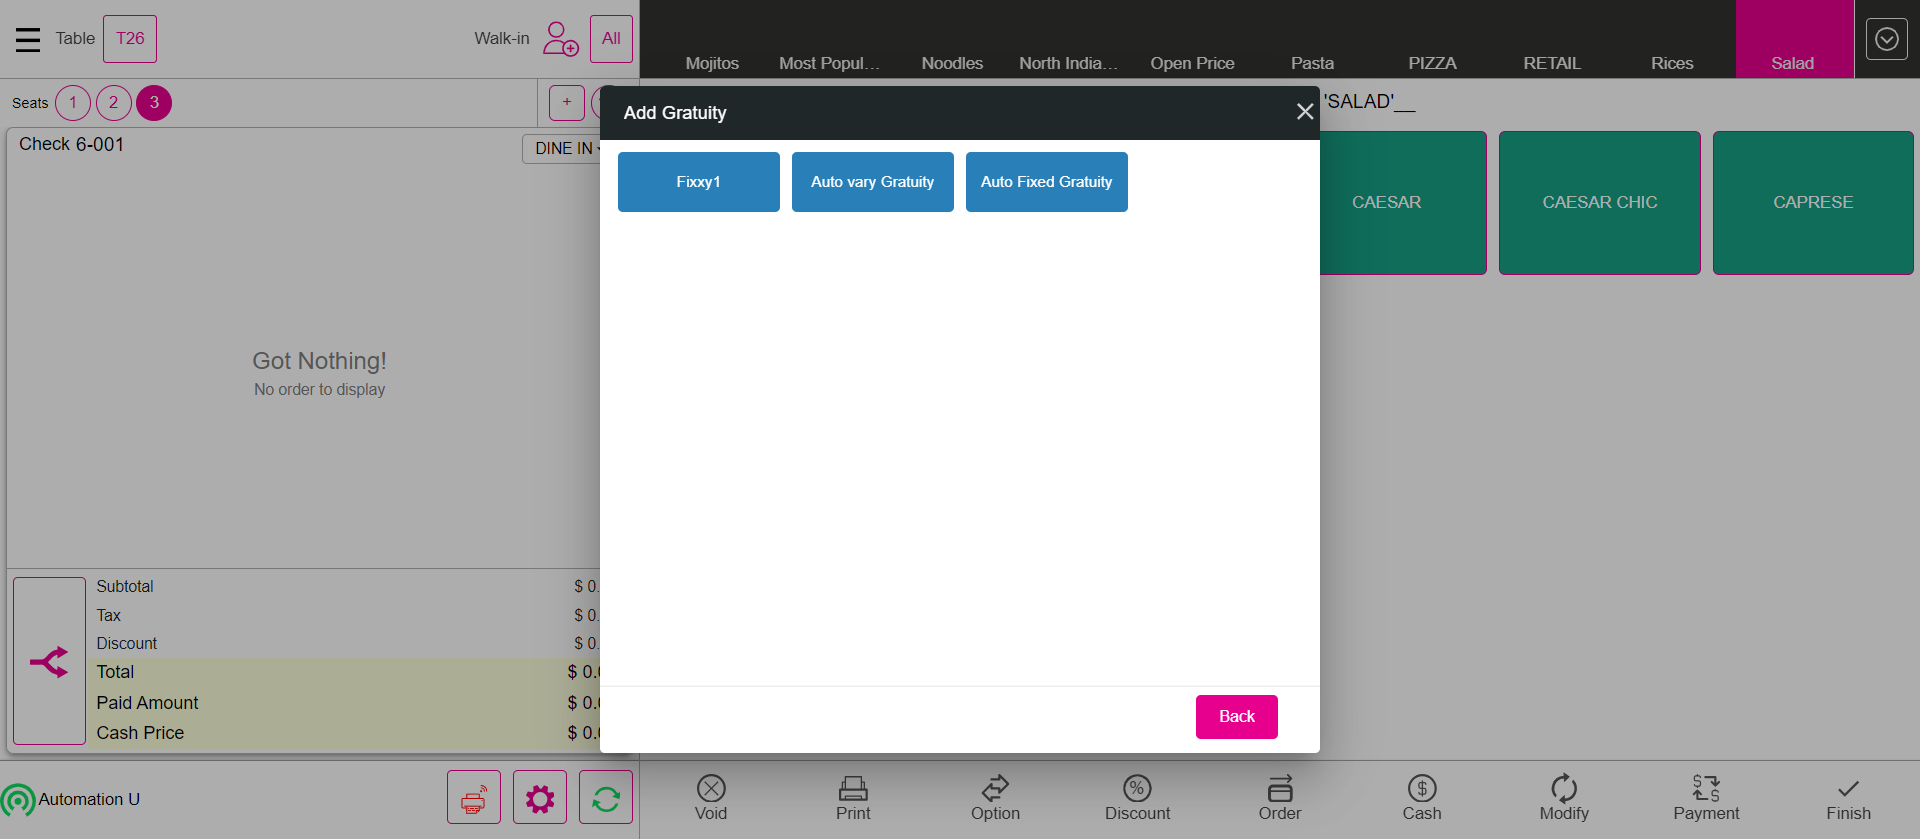 Table
T26
Walk-in
All
Mojitos
Most Popul...
Noodles
North India...
Open Price
Pasta
PIZZA
RETAIL
Rices
Salad
Seats
1
2
3
+
Check 6-001
DINE IN
Got Nothing!
No order to display
Subtotal
$ 0.
Tax
$ 0.
Discount
$ 0.
Total
$ 0.
Paid Amount
$ 0.
Cash Price
$ 0.
Automation U
Add Gratuity
Fixxy1
Auto vary Gratuity
Auto Fixed Gratuity
Back
'SALAD'__
CAESAR
CAESAR CHIC
CAPRESE
Void
Print
Option
Discount
Order
Cash
Modify
Payment
Finish